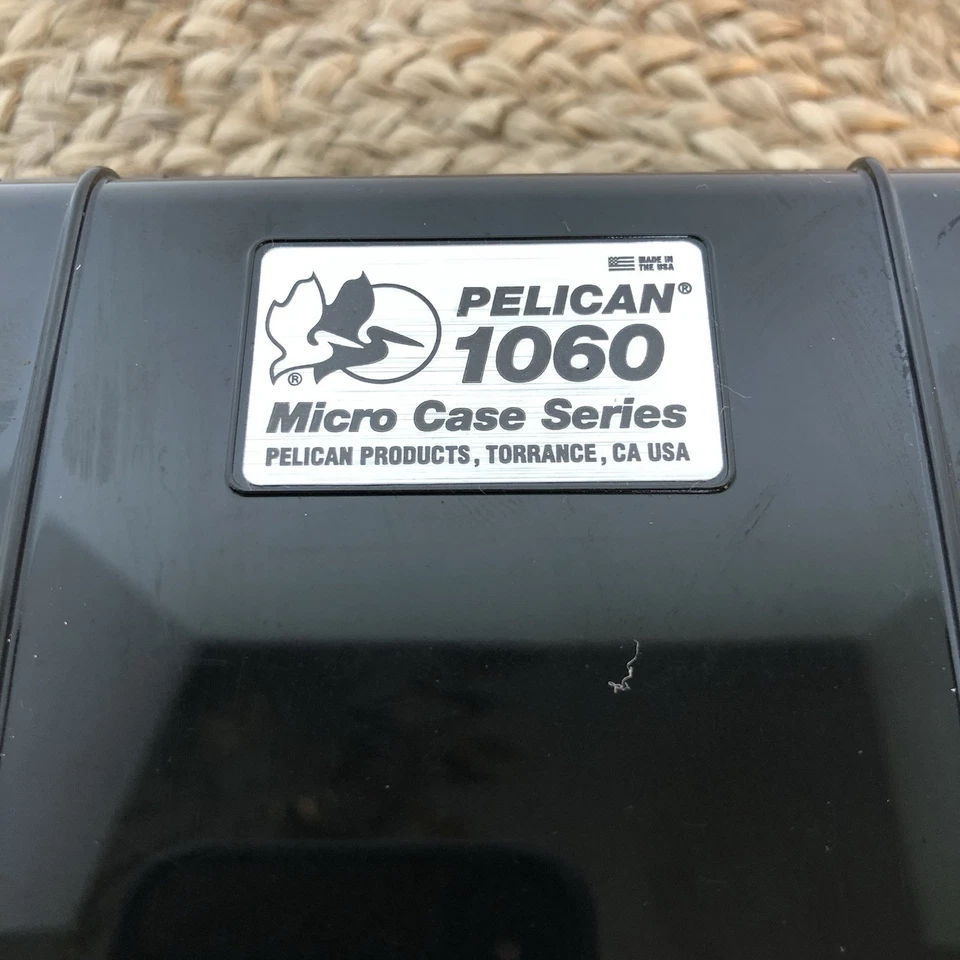 MADE IN
THE USA
PELICAN®
1060
®
Micro Case Series
PELICAN PRODUCTS, TORRANCE, CA USA